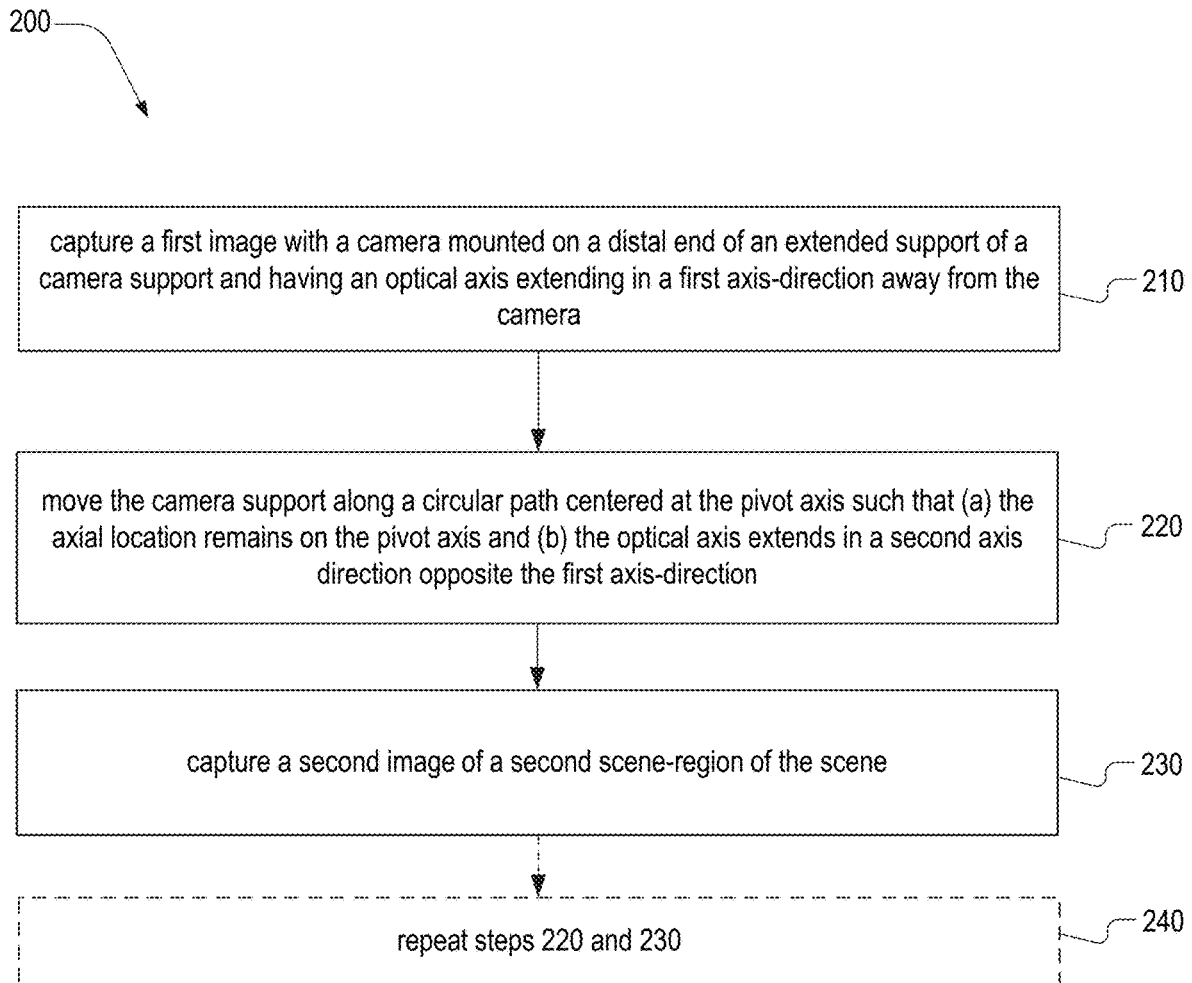 200
capture a first image with a camera mounted on a distal end of an extended support of a
camera support and having an optical axis extending in a first axis-direction away from the
camera
210
move the camera support along a circular path centered at the pivot axis such that (a) the
axial location remains on the pivot axis and (b) the optical axis extends in a second axis
direction opposite the first axis-direction
220
capture a second image of a second scene-region of the scene
230
repeat steps 220 and 230
240